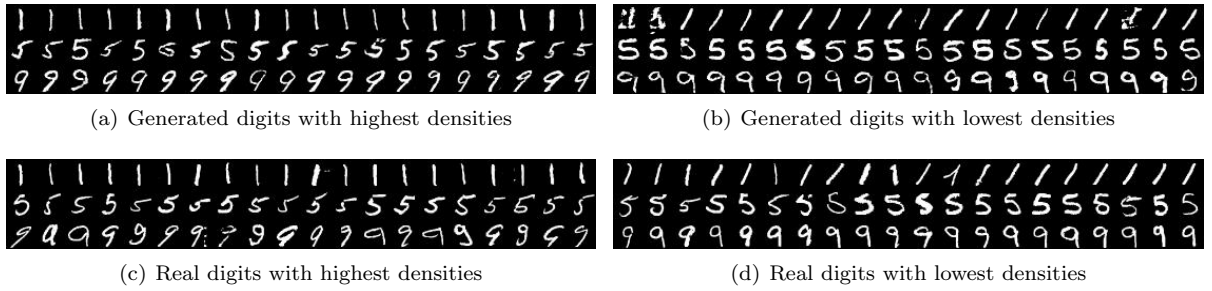 (a) Generated digits with highest densities
(b) Generated digits with lowest densities
(c) Real digits with highest densities
(d) Real digits with lowest densities